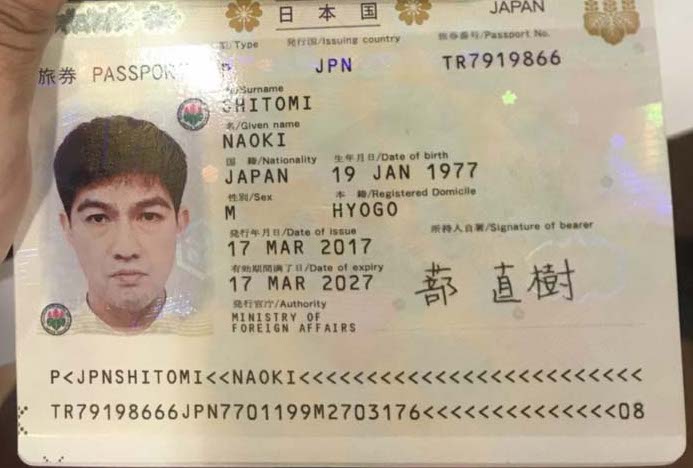 日本国
JAPAN
型/Type 発行国/Issuing country 旅券番号/Passport No.
旅券 PASSPORT P JPN TR7919866
姓/Surname
SHITOMI
名/Given name
NAOKI
国 籍/Nationality 生年月日/Date of birth
JAPAN 19 JAN 1977
性別/Sex 本 籍/Registered Domicile
M HYOGO
発行年月日/Date of issue 所持人自署/Signature of bearer
17 MAR 2017
有効期間満了日/Date of expiry
17 MAR 2027
蔀 直樹
発行官庁/Authority
MINISTRY OF
FOREIGN AFFAIRS
P<JPNSHITOMI<<NAOKI<<<<<<<<<<<<<<<<<<<<<<<<<
TR79198666JPN7701199M2703176<<<<<<<<<<<<<<08